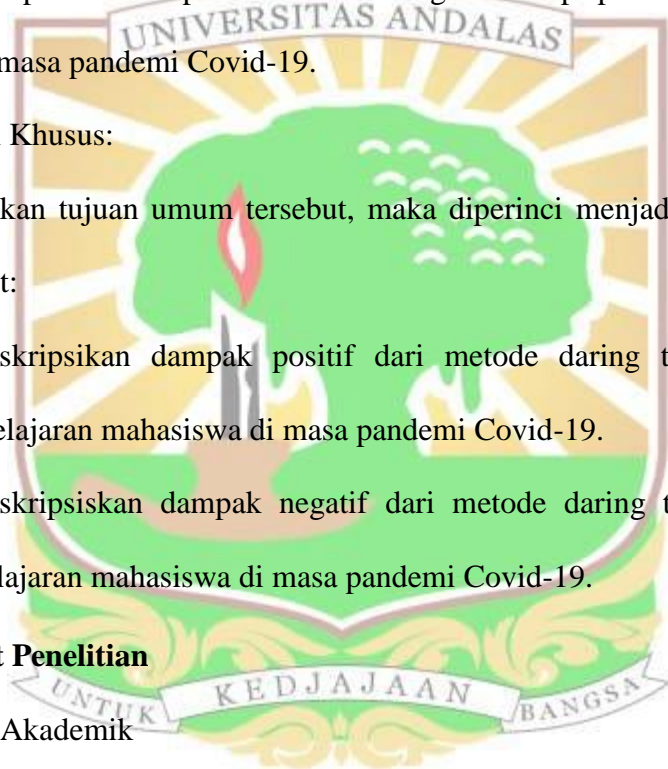 UNIVERSITAS ANDALAS
masa pandemi Covid-19.
Khusus:
kan tujuan umum tersebut, maka diperinci menjad
t:
skripsikan dampak positif dari metode daring t
elajaran mahasiswa di masa pandemi Covid-19.
skripsiskan dampak negatif dari metode daring t
lajaran mahasiswa di masa pandemi Covid-19.
t Penelitian
Akademik
UNTUK KEDJAJAAN BANGSA